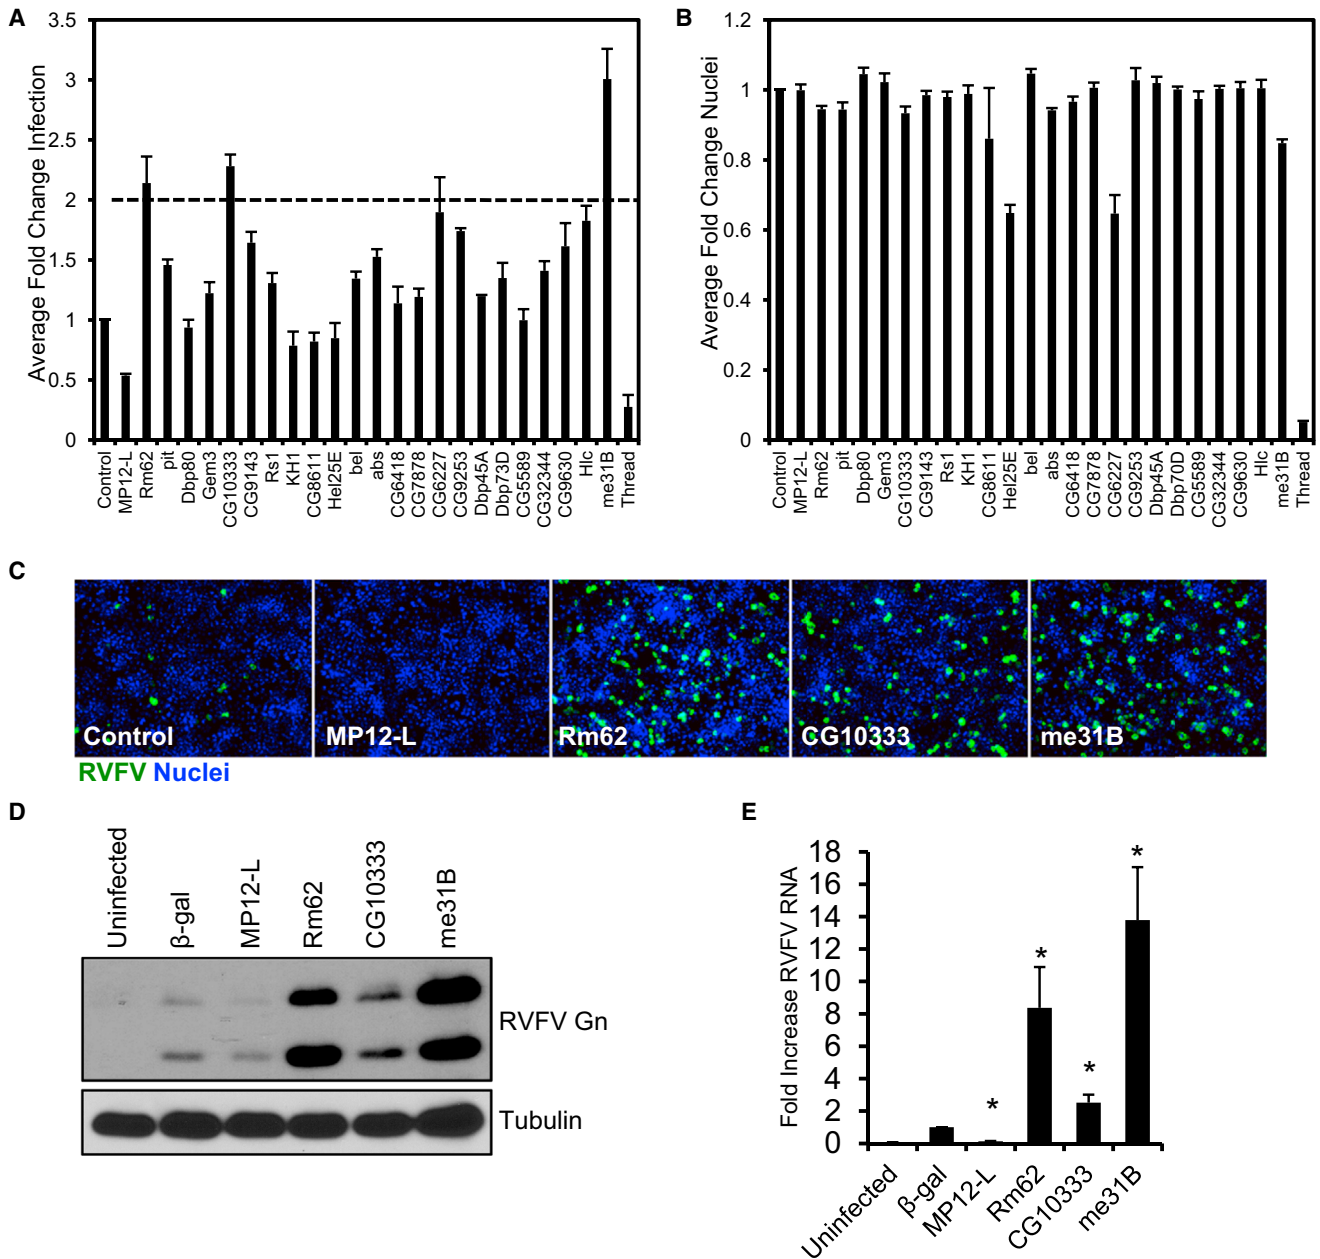 A
Average Fold Change Infection
3.5
3
2.5
2
1.5
1
0.5
0
Control
MP12-L
Rm62
pit
Dbp80
Gem3
CG10333
CG9143
Rs1
KH1
CG8611
Hel25E
bel
abs
CG6418
CG7878
CG6227
CG9253
Dbp45A
Dbp73D
CG5589
CG32344
CG9630
Hlc
me31B
Thread
B
Average Fold Change Nuclei
1.2
1
0.8
0.6
0.4
0.2
0
Control
MP12-L
Rm62
pit
Dbp80
Gem3
CG10333
CG9143
Rs1
KH1
CG8611
Hel25E
bel
abs
CG6418
CG7878
CG6227
CG9253
Dbp45A
Dbp70D
CG5589
CG32344
CG9630
Hlc
me31B
Thread
C
Control
MP12-L
Rm62
CG10333
me31B
RVFV Nuclei
D
Uninfected
β-gal
MP12-L
Rm62
CG10333
me31B
RVFV Gn
Tubulin
E
Fold Increase RVFV RNA
18
16
14
12
10
8
6
4
2
0
*
*
*
*
Uninfected
β-gal
MP12-L
Rm62
CG10333
me31B